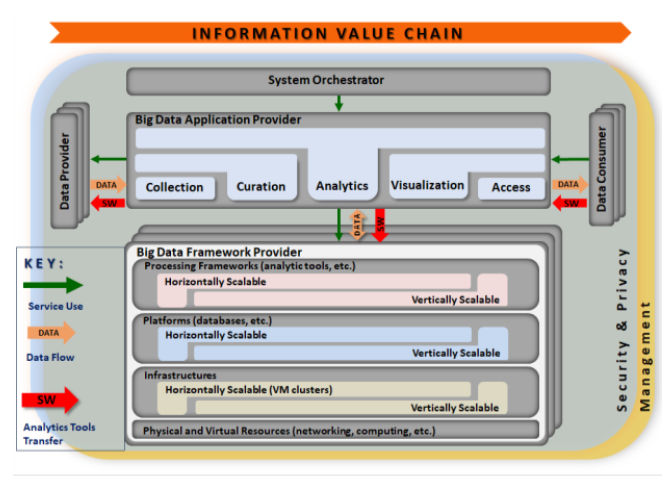 INFORMATION VALUE CHAIN
System Orchestrator
Big Data Application Provider
Collection
Curation
Analytics
Visualization
Access
Data Provider
DATA
SW
Data Consumer
DATA
SW
DATA
SW
Big Data Framework Provider
Processing Frameworks (analytic tools, etc.)
Horizontally Scalable
Vertically Scalable
Platforms (databases, etc.)
Horizontally Scalable
Vertically Scalable
Infrastructures
Horizontally Scalable (VM clusters)
Vertically Scalable
Physical and Virtual Resources (networking, computing, etc.)
KEY:
Service Use
DATA
Data Flow
SW
Analytics Tools
Transfer
Security & Privacy
Management